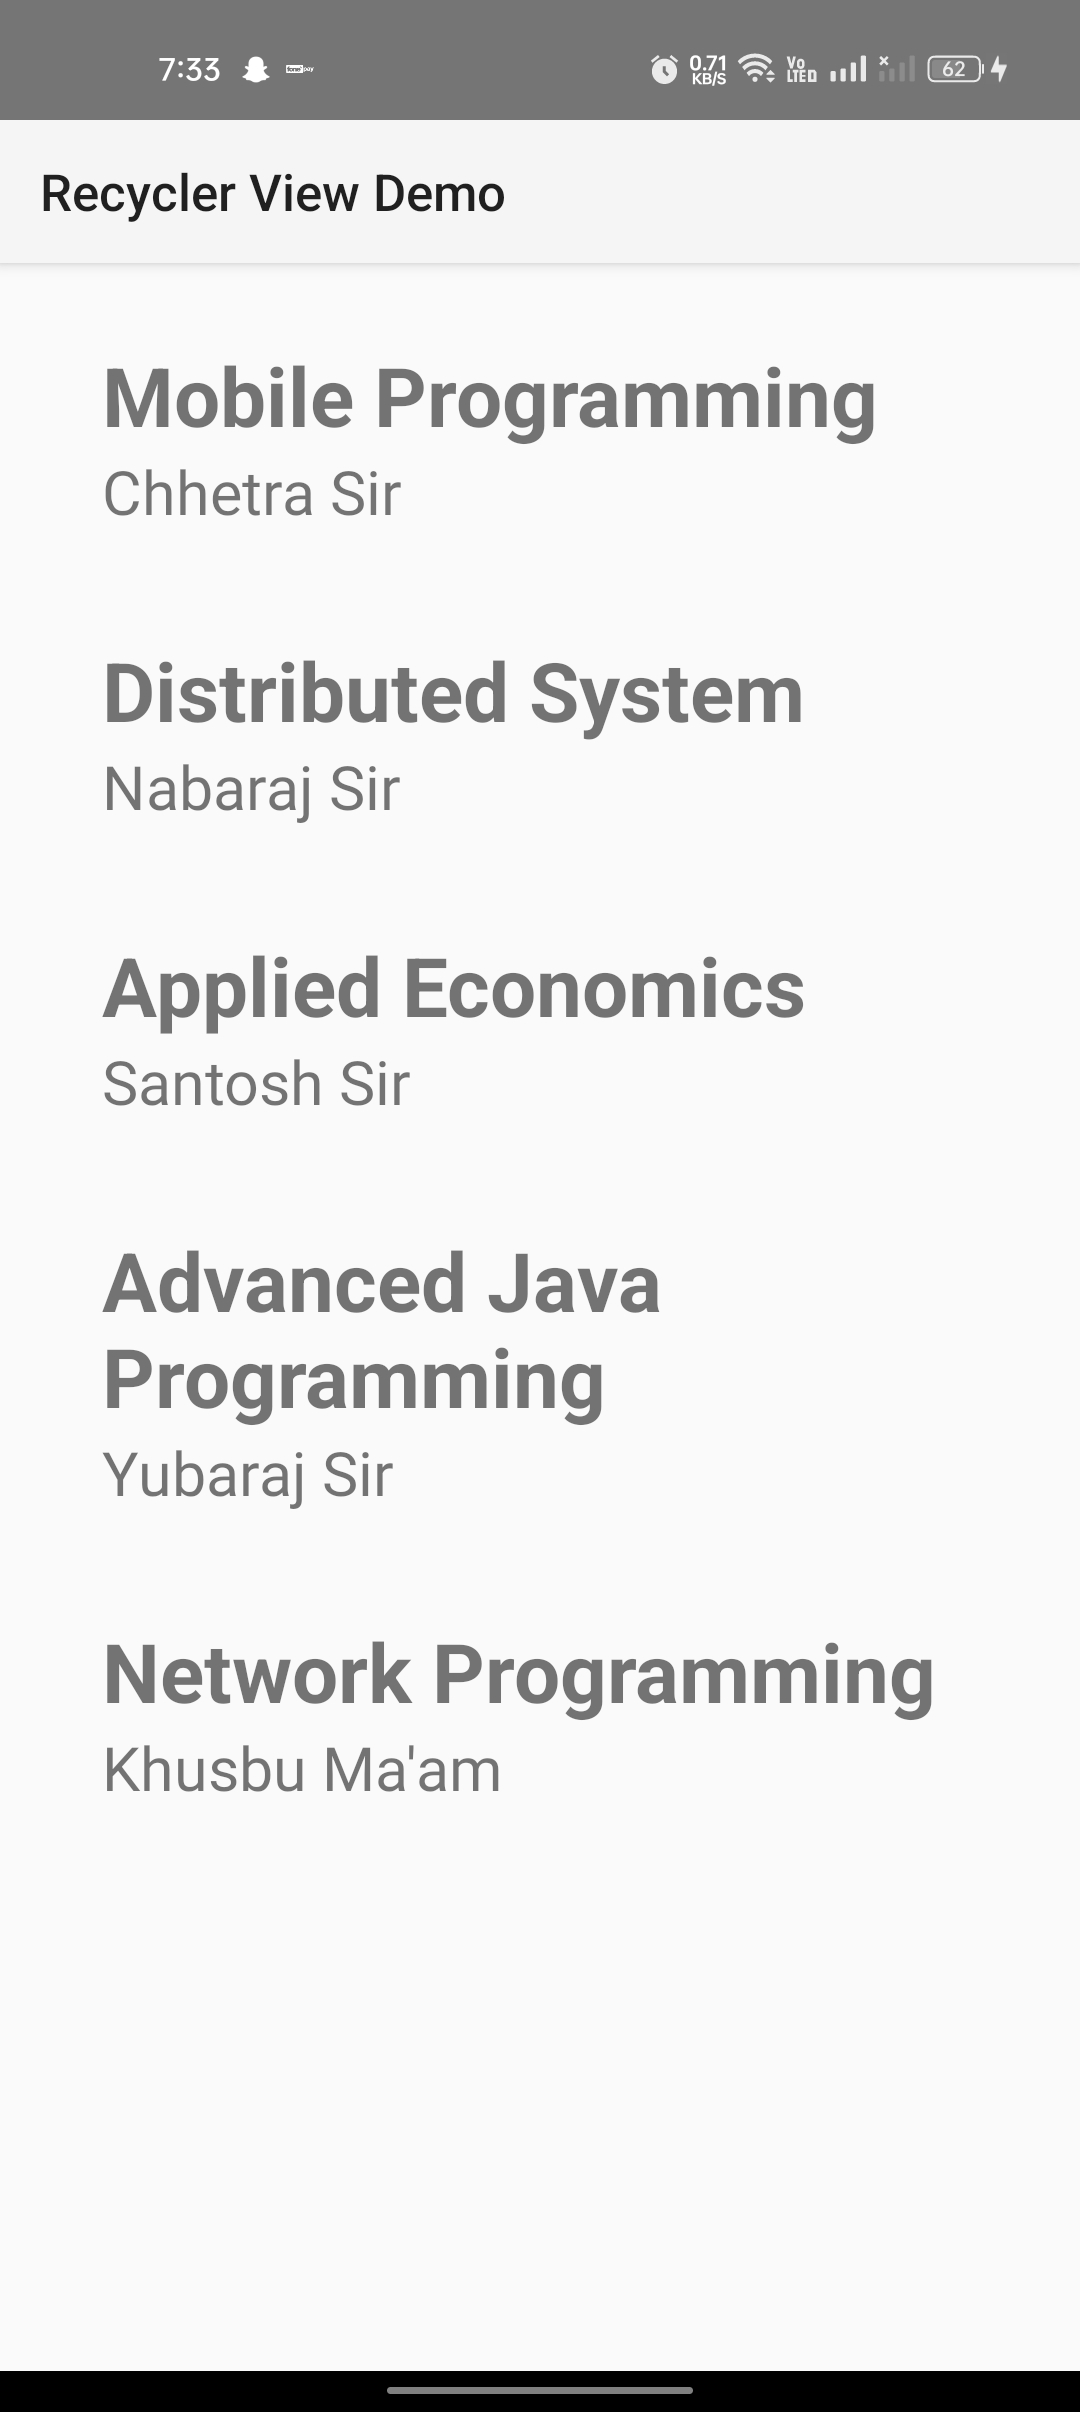 7:33
0.71
KB/S
Vo
LTED
62
Recycler View Demo
Mobile Programming
Chhetra Sir
Distributed System
Nabaraj Sir
Applied Economics
Santosh Sir
Advanced Java
Programming
Yubaraj Sir
Network Programming
Khusbu Ma'am